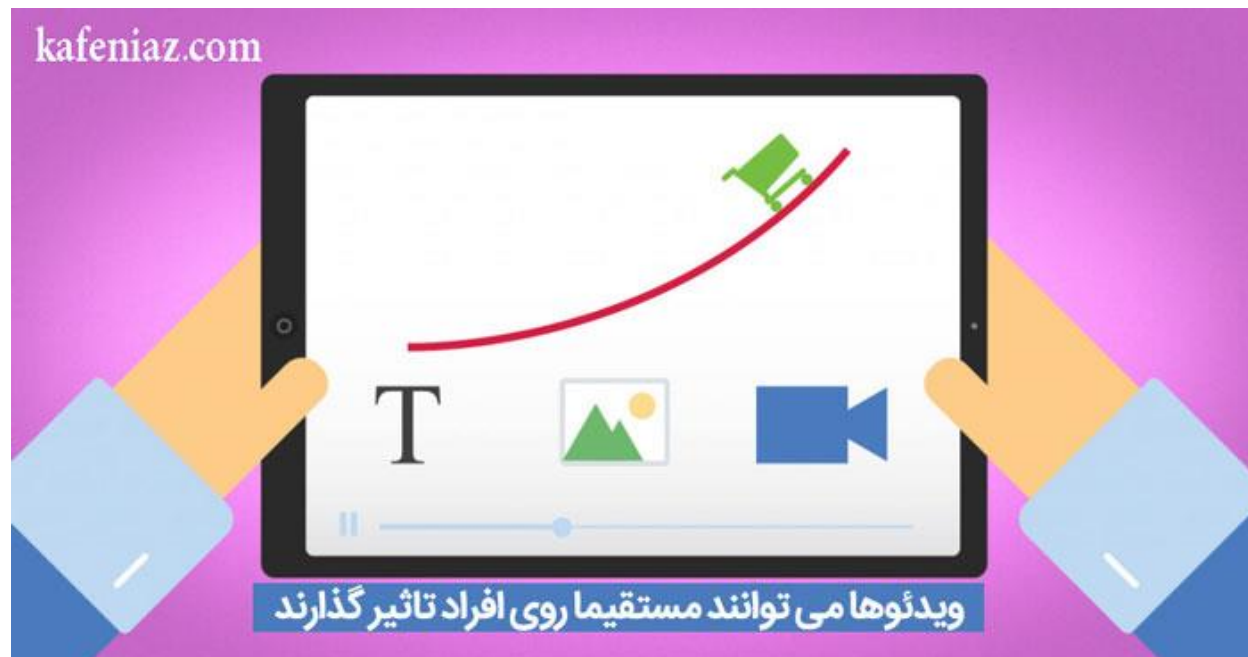 kafeniaz.com
T
ویدئوها می توانند مستقیما روی افراد تاثیر گذارند